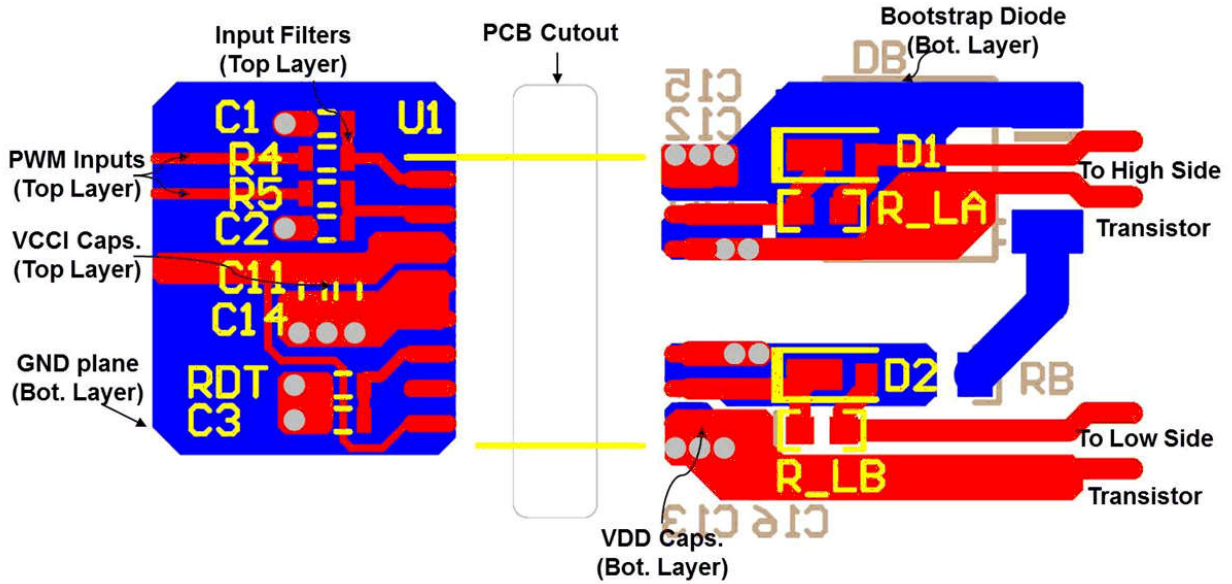 Input Filters
(Top Layer)
PCB Cutout
Bootstrap Diode
(Bot. Layer)
DB
C15
C12
C1
U1
PWM Inputs
(Top Layer)
R4
R5
C2
D1
To High Side
R_LA
Transistor
VCCI Caps.
(Top Layer)
C11
C14
GND plane
(Bot. Layer)
RDT
C3
D2
RB
To Low Side
R_LB
Transistor
C13
C16
VDD Caps.
(Bot. Layer)